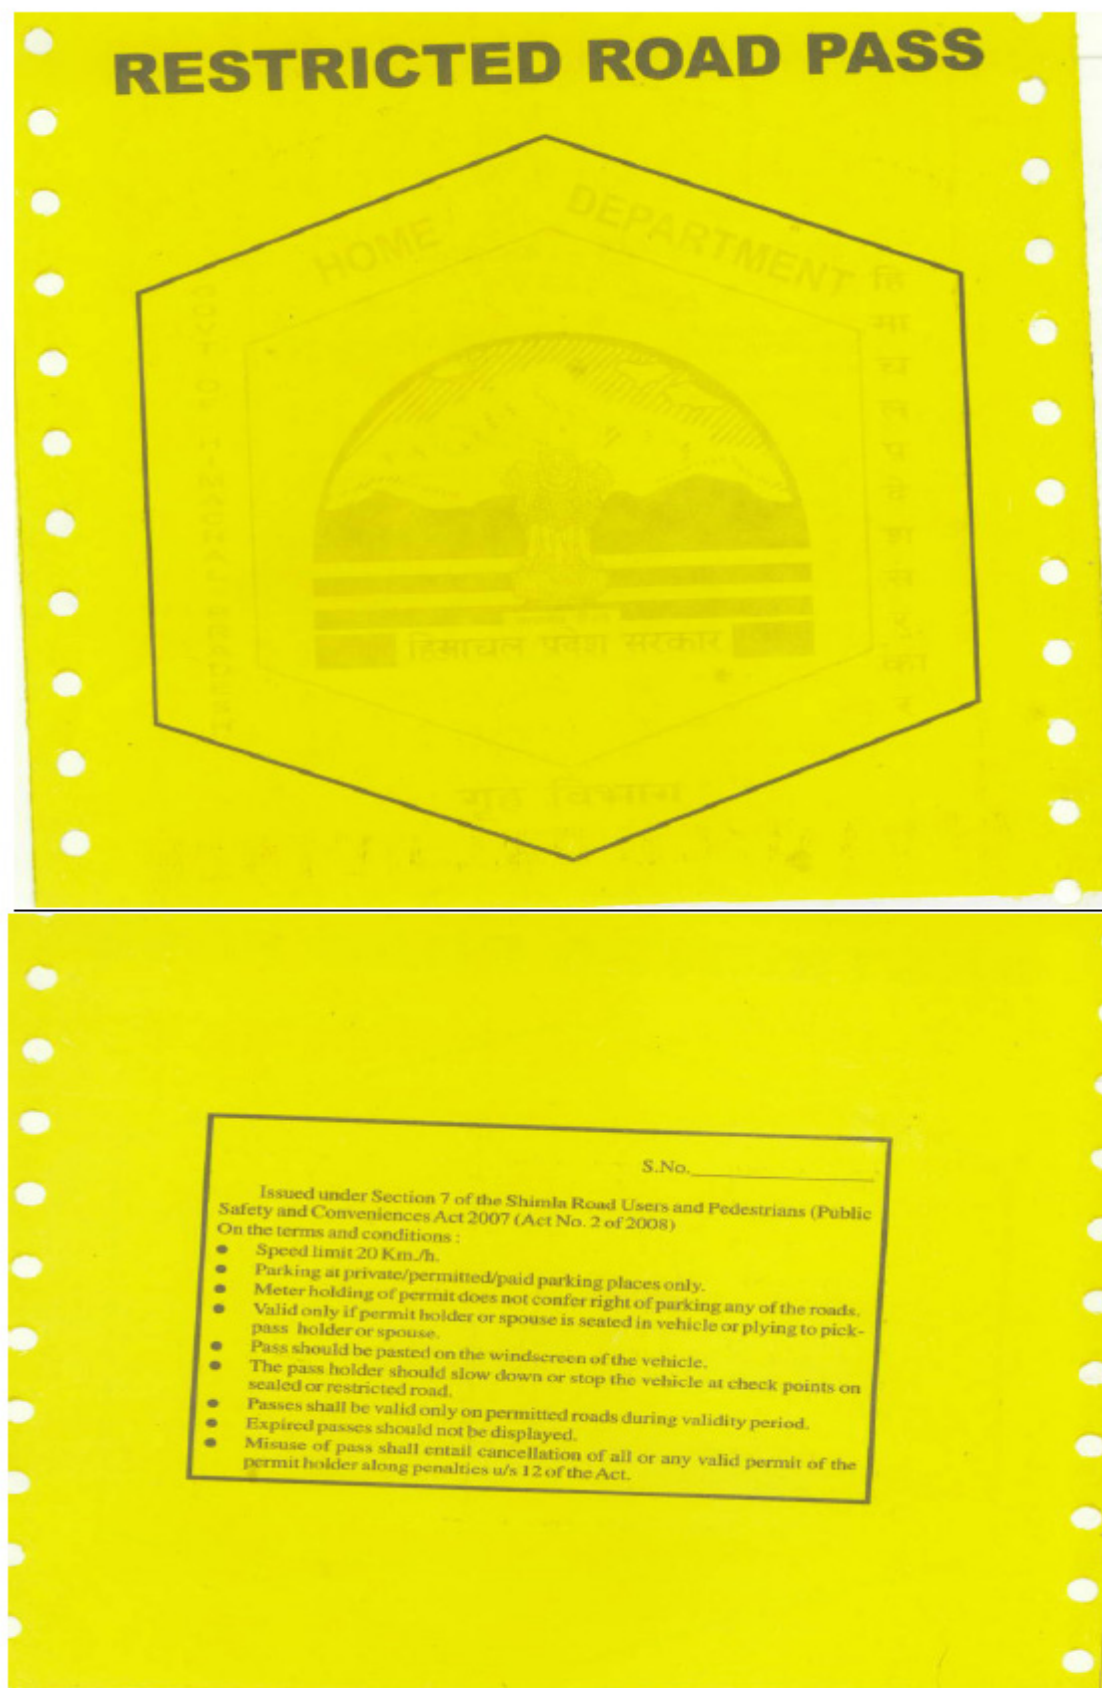 RESTRICTED ROAD PASS
HOME DEPARTMENT
हिमाचल प्रदेश सरकार
हिमाचल प्रदेश सरकार
गृह विभाग
S.No.
Issued under Section 7 of the Shimla Road Users and Pedestrians (Public
Safety and Conveniences Act 2007 (Act No. 2 of 2008)
On the terms and conditions :
● Speed limit 20 Km./h.
● Parking at private/permitted/paid parking places only.
● Meter holding of permit does not confer right of parking any of the roads.
● Valid only if permit holder or spouse is seated in vehicle or plying to pick-
pass holder or spouse.
● Pass should be pasted on the windscreen of the vehicle.
● The pass holder should slow down or stop the vehicle at check points on
sealed or restricted road.
● Passes shall be valid only on permitted roads during validity period.
● Expired passes should not be displayed.
● Misuse of pass shall entail cancellation of all or any valid permit of the
permit holder along penalties u/s 12 of the Act.